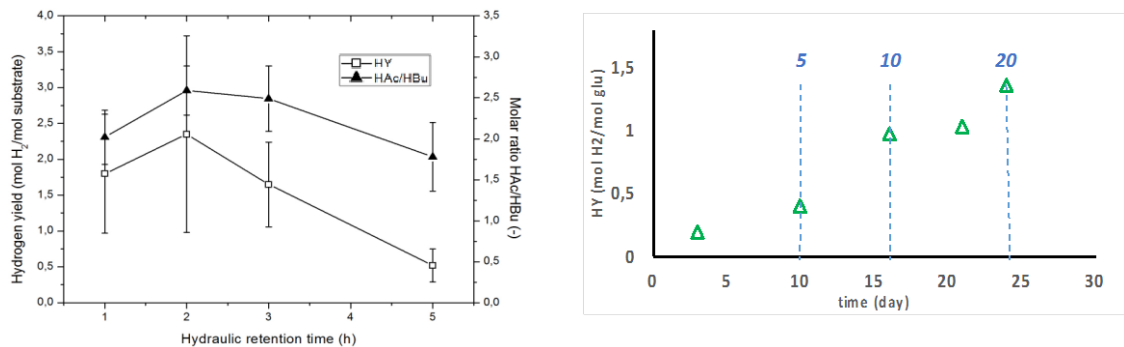 4,0
3,5
3,0
2,5
2,0
1,5
1,0
0,5
0,0
Hydrogen yield (mol H2/mol substrate)
1 2 3 4 5
Hydraulic retention time (h)
HY
HAc/HBu
3,5
3,0
2,5
2,0
1,5
1,0
0,5
0,0
Molar ratio HAc/HBu (-)
5 10 20
1,5
1
0,5
0
HY (mol H2/mol glu)
0 5 10 15 20 25 30
time (day)